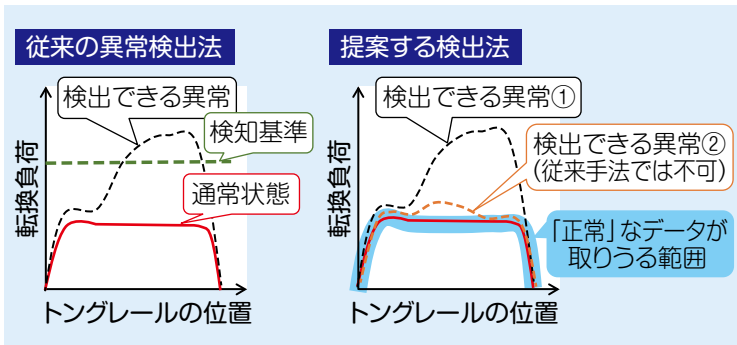 従来の異常検出法
検出できる異常
検知基準
通常状態
転換負荷
トングレールの位置
提案する検出法
検出できる異常①
検出できる異常②
(従来手法では不可)
「正常」なデータが
取りうる範囲
転換負荷
トングレールの位置